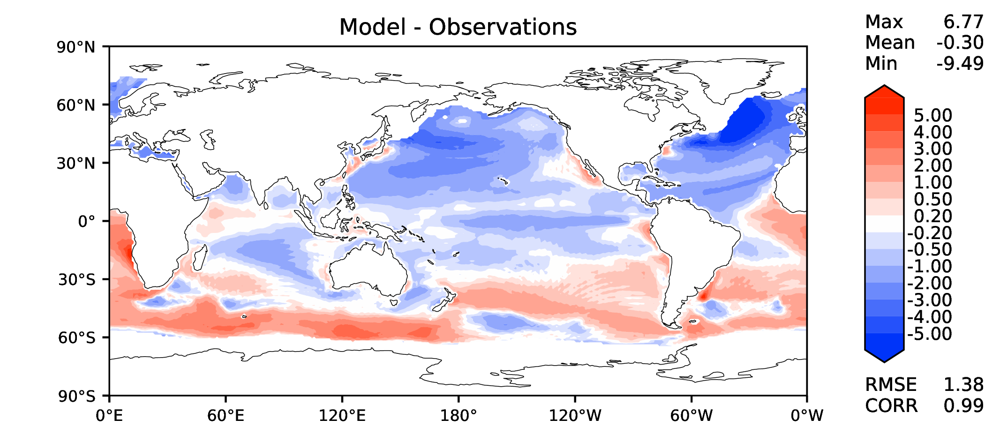 Model - Observations
Max 6.77
Mean -0.30
Min -9.49
90°N
60°N
30°N
0°
30°S
60°S
90°S
0°E 60°E 120°E 180° 120°W 60°W 0°W
5.00
4.00
3.00
2.00
1.00
0.50
0.20
-0.20
-0.50
-1.00
-2.00
-3.00
-4.00
-5.00
RMSE 1.38
CORR 0.99